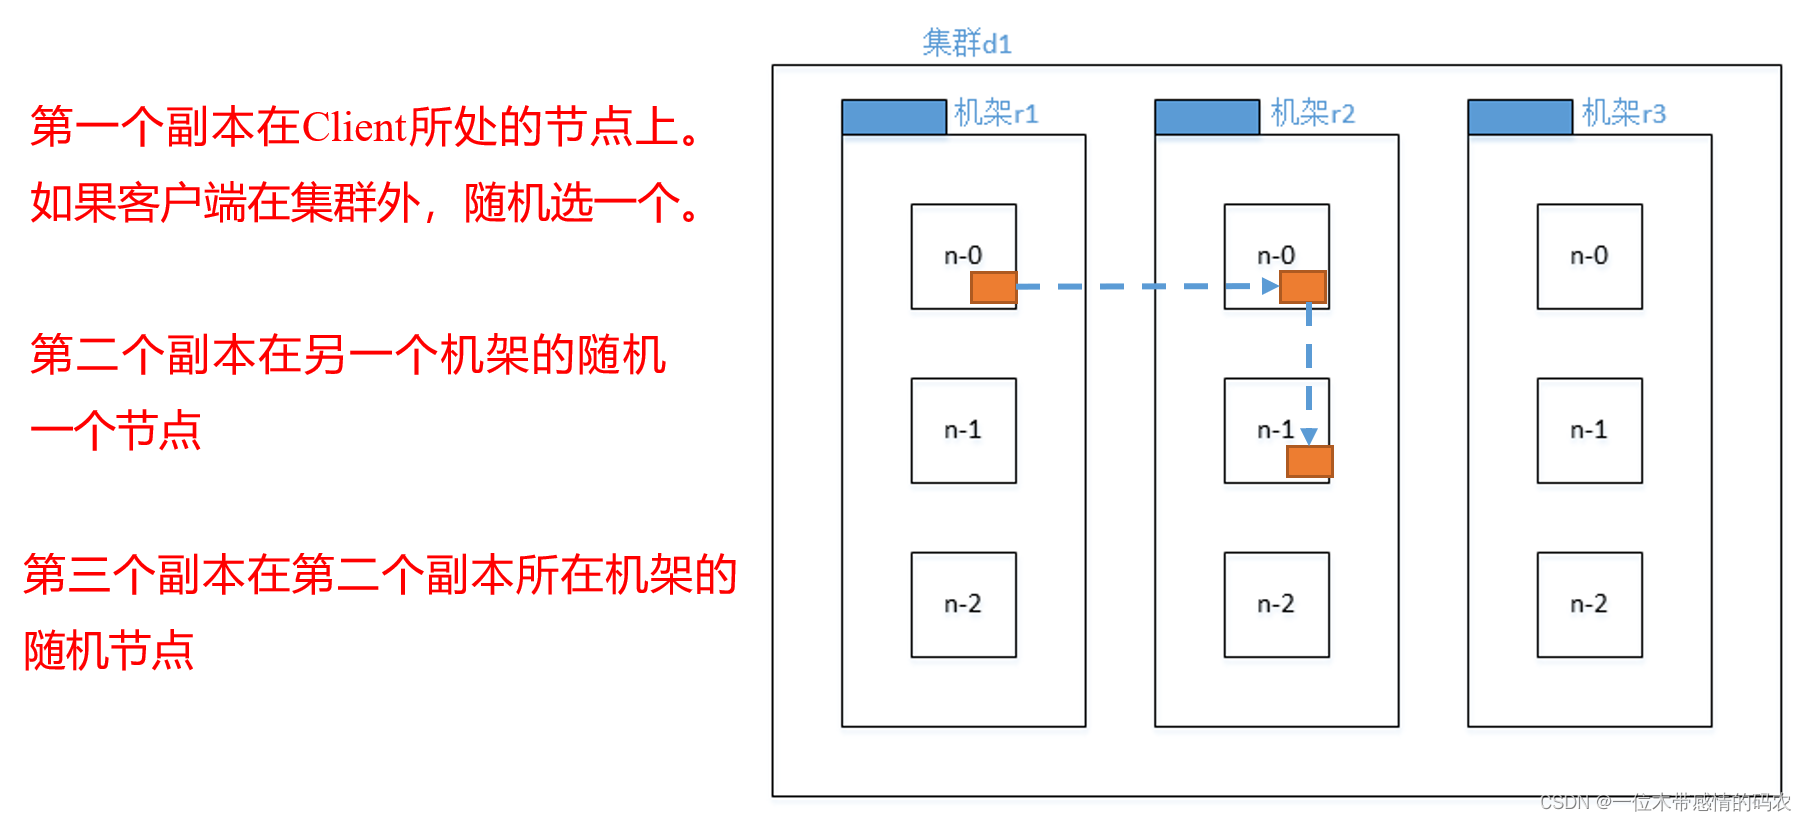 第一个副本在Client所处的节点上。
如果客户端在集群外，随机选一个。
第二个副本在另一个机架的随机
一个节点
第三个副本在第二个副本所在机架的
随机节点
集群d1
机架r1
机架r2
机架r3
n-0
n-0
n-0
n-1
n-1
n-1
n-2
n-2
n-2
CSDN @一位木带感情的码农